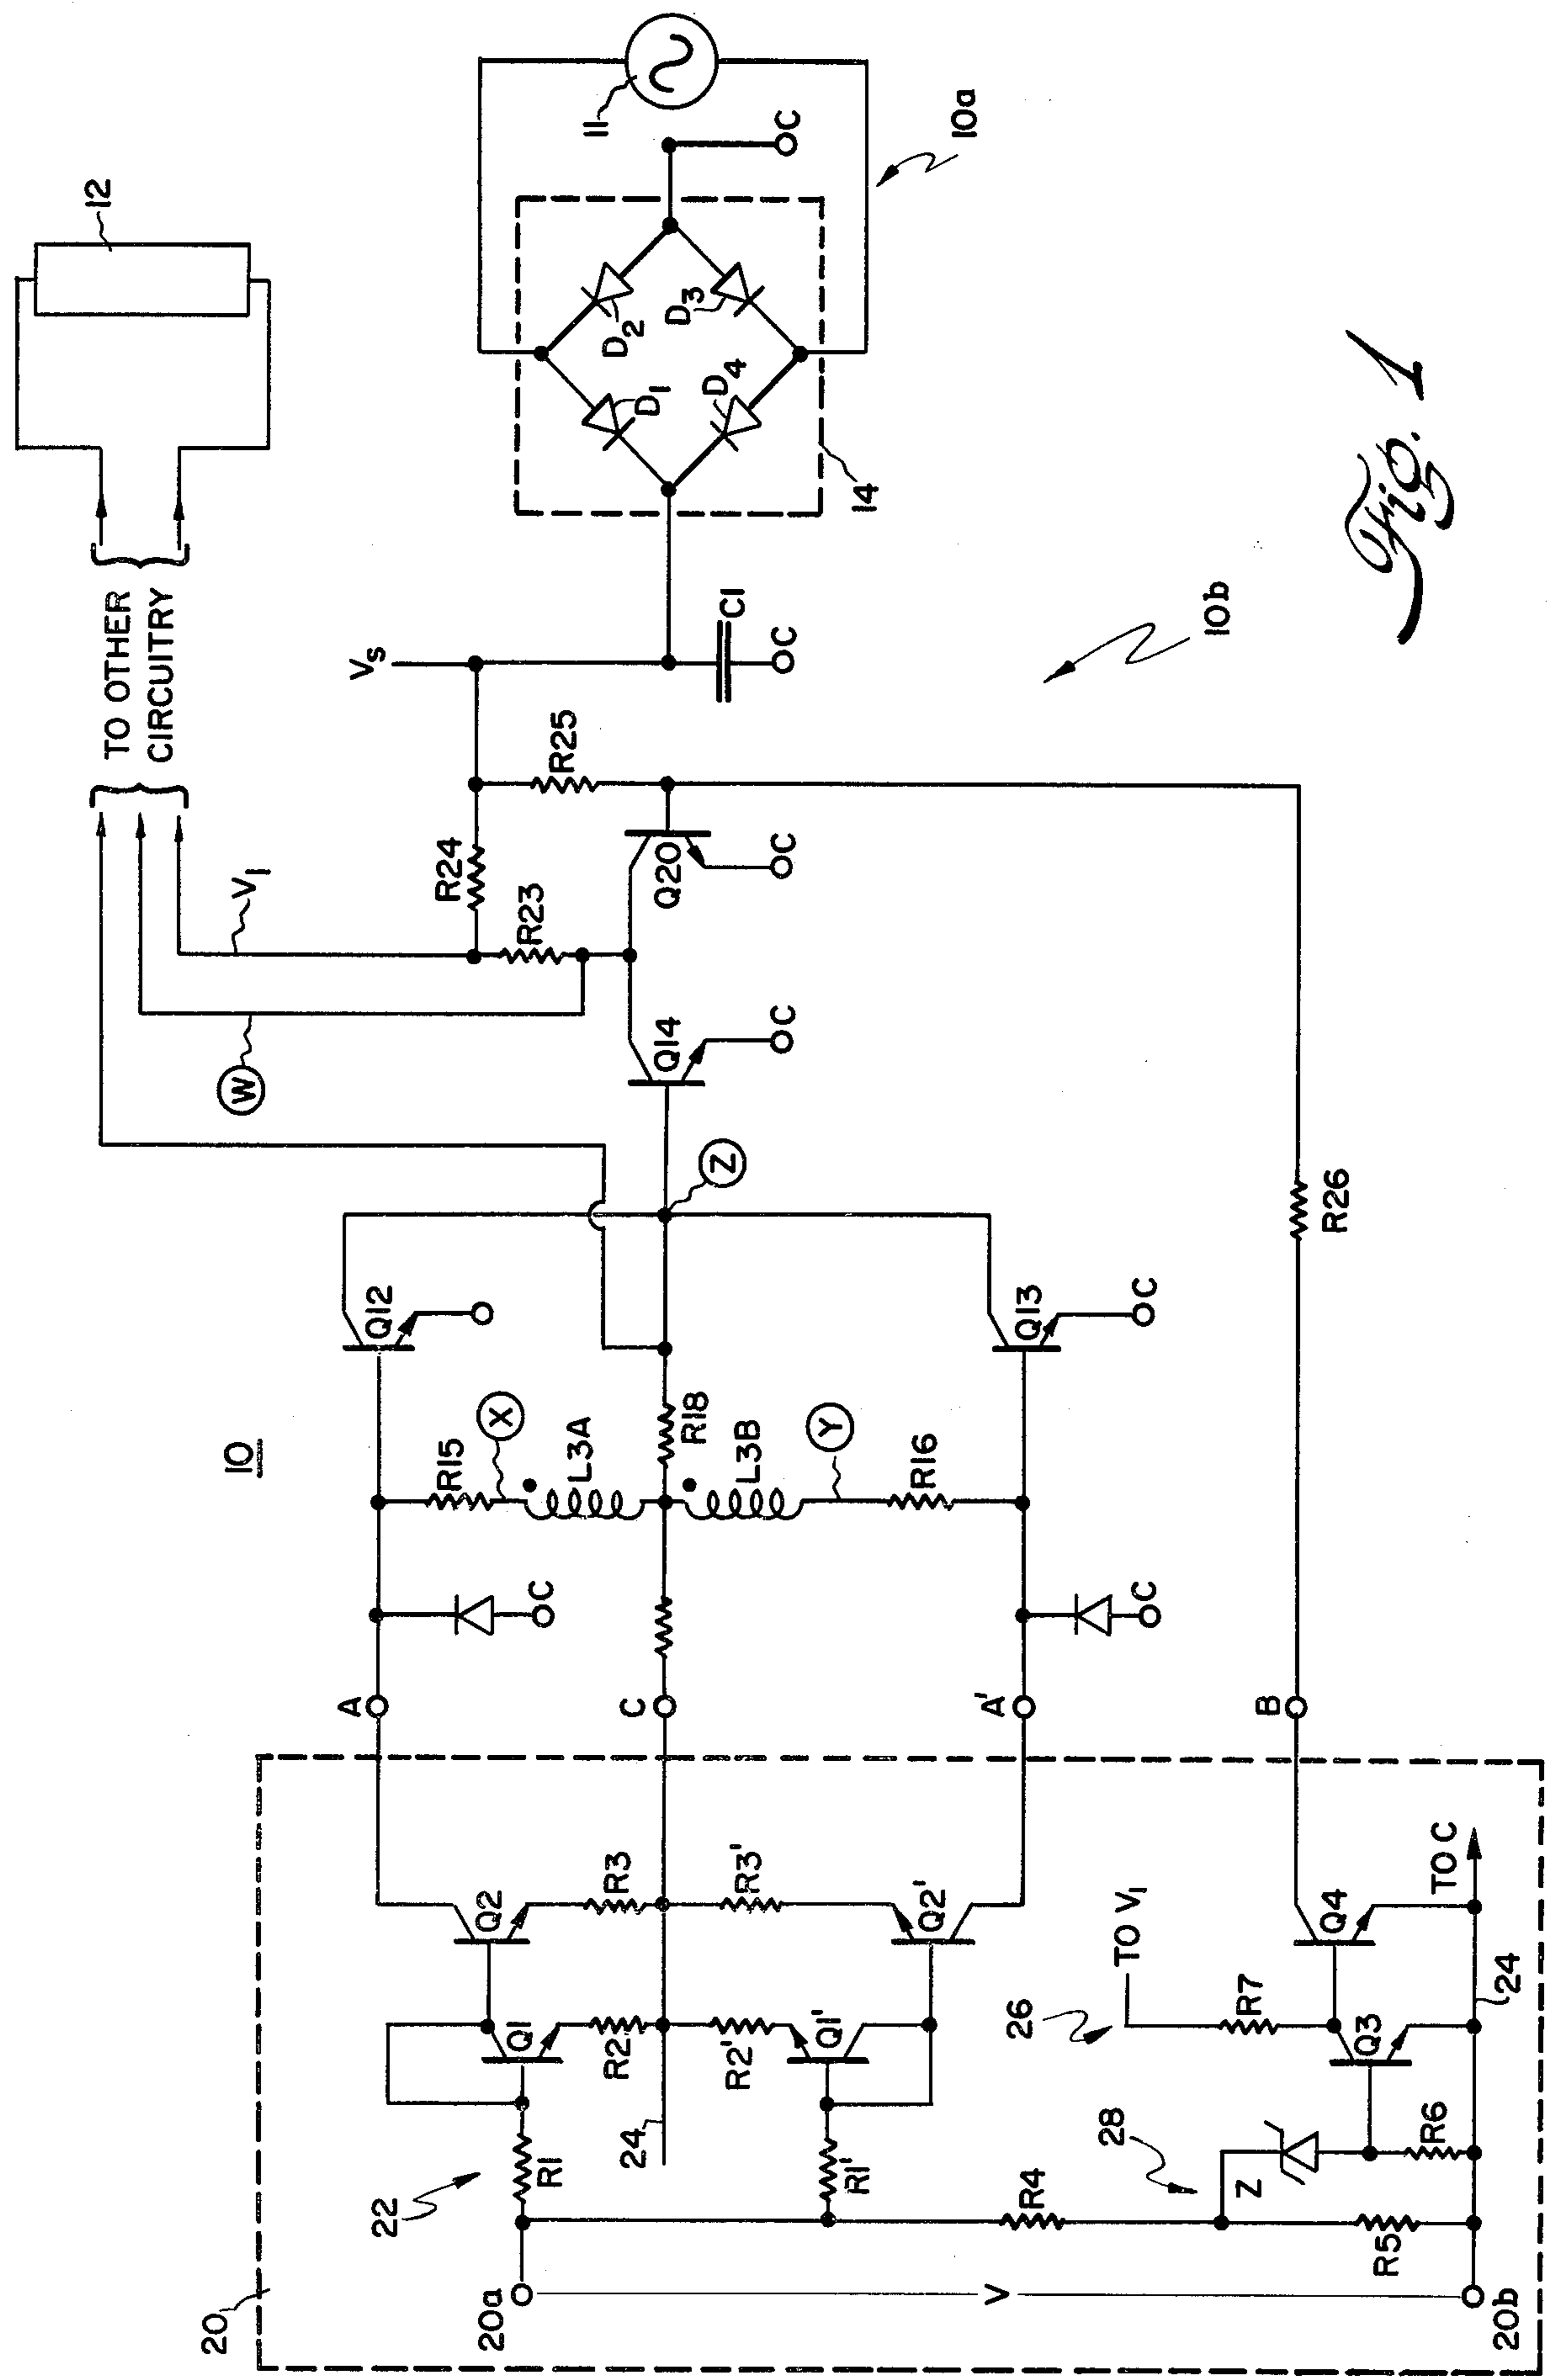 12
11
C
10a
D2
D3
D1
D4
14
TO OTHER
CIRCUITRY
Vs
C1
C
10b
Fig. 1
R25
R24
V1
R23
Q20
C
W
Q14
C
Z
R26
10
Q12
Q13
C
R15
X
L3A
R18
L3B
Y
R16
C
C
A
C
A'
B
20
22
Q2
R3
R3'
Q2'
Q1
R2
R2'
Q1'
R1
24
R1'
TO V1
26
R7
Q4
TO C
Q3
24
28
Z
R6
R4
R5
20a
V
20b